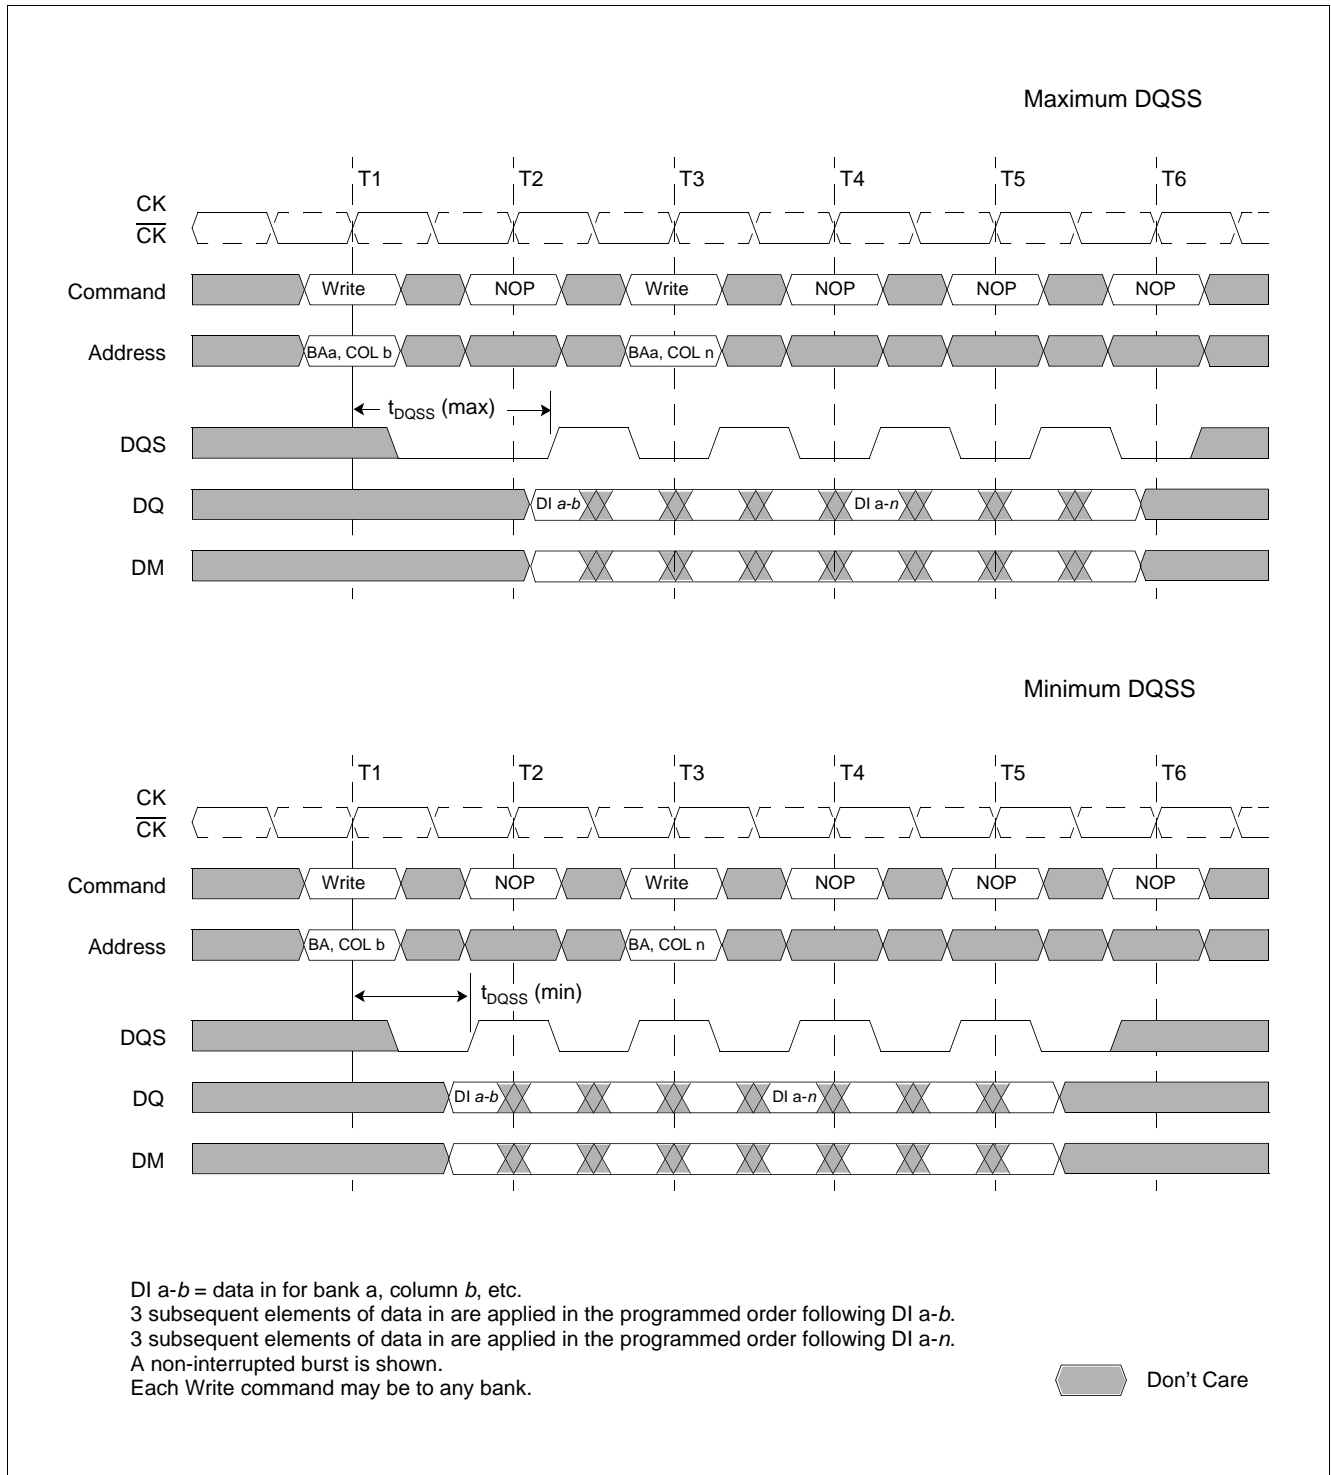 Maximum DQSS
T1 T2 T3 T4 T5 T6
CK
CK
Command Write NOP Write NOP NOP NOP
Address BAa, COL b BAa, COL n
tDQSS (max)
DQS
DQ DI a-b DI a-n
DM
Minimum DQSS
T1 T2 T3 T4 T5 T6
CK
CK
Command Write NOP Write NOP NOP NOP
Address BA, COL b BA, COL n
tDQSS (min)
DQS
DQ DI a-b DI a-n
DM
DI a-b = data in for bank a, column b, etc.
3 subsequent elements of data in are applied in the programmed order following DI a-b.
3 subsequent elements of data in are applied in the programmed order following DI a-n.
A non-interrupted burst is shown.
Each Write command may be to any bank.
Don't Care